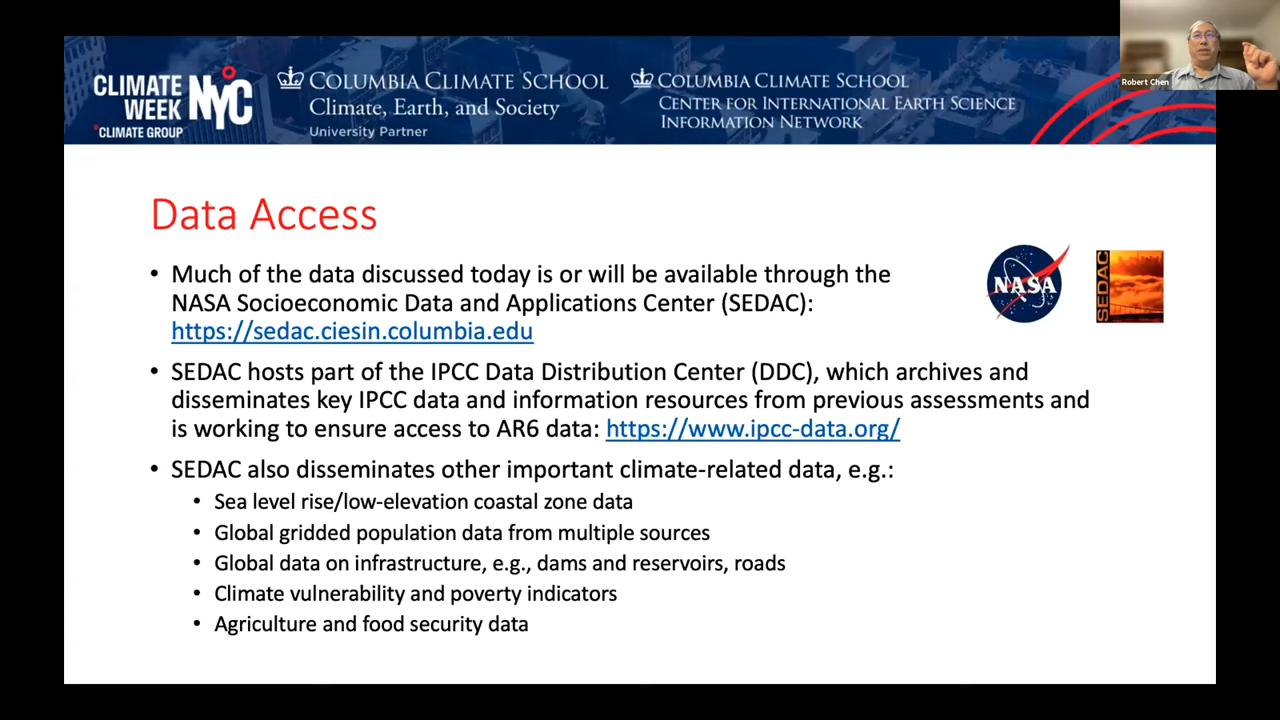 CLIMATE
WEEK
NYC
°CLIMATE GROUP
COLUMBIA CLIMATE SCHOOL
Climate, Earth, and Society
University Partner
COLUMBIA CLIMATE SCHOOL
CENTER FOR INTERNATIONAL EARTH SCIENCE
INFORMATION NETWORK
Robert Chen
Data Access
• Much of the data discussed today is or will be available through the
NASA Socioeconomic Data and Applications Center (SEDAC):
https://sedac.ciesin.columbia.edu
NASA
SEDAC
• SEDAC hosts part of the IPCC Data Distribution Center (DDC), which archives and
disseminates key IPCC data and information resources from previous assessments and
is working to ensure access to AR6 data: https://www.ipcc-data.org/
• SEDAC also disseminates other important climate-related data, e.g.:
• Sea level rise/low-elevation coastal zone data
• Global gridded population data from multiple sources
• Global data on infrastructure, e.g., dams and reservoirs, roads
• Climate vulnerability and poverty indicators
• Agriculture and food security data